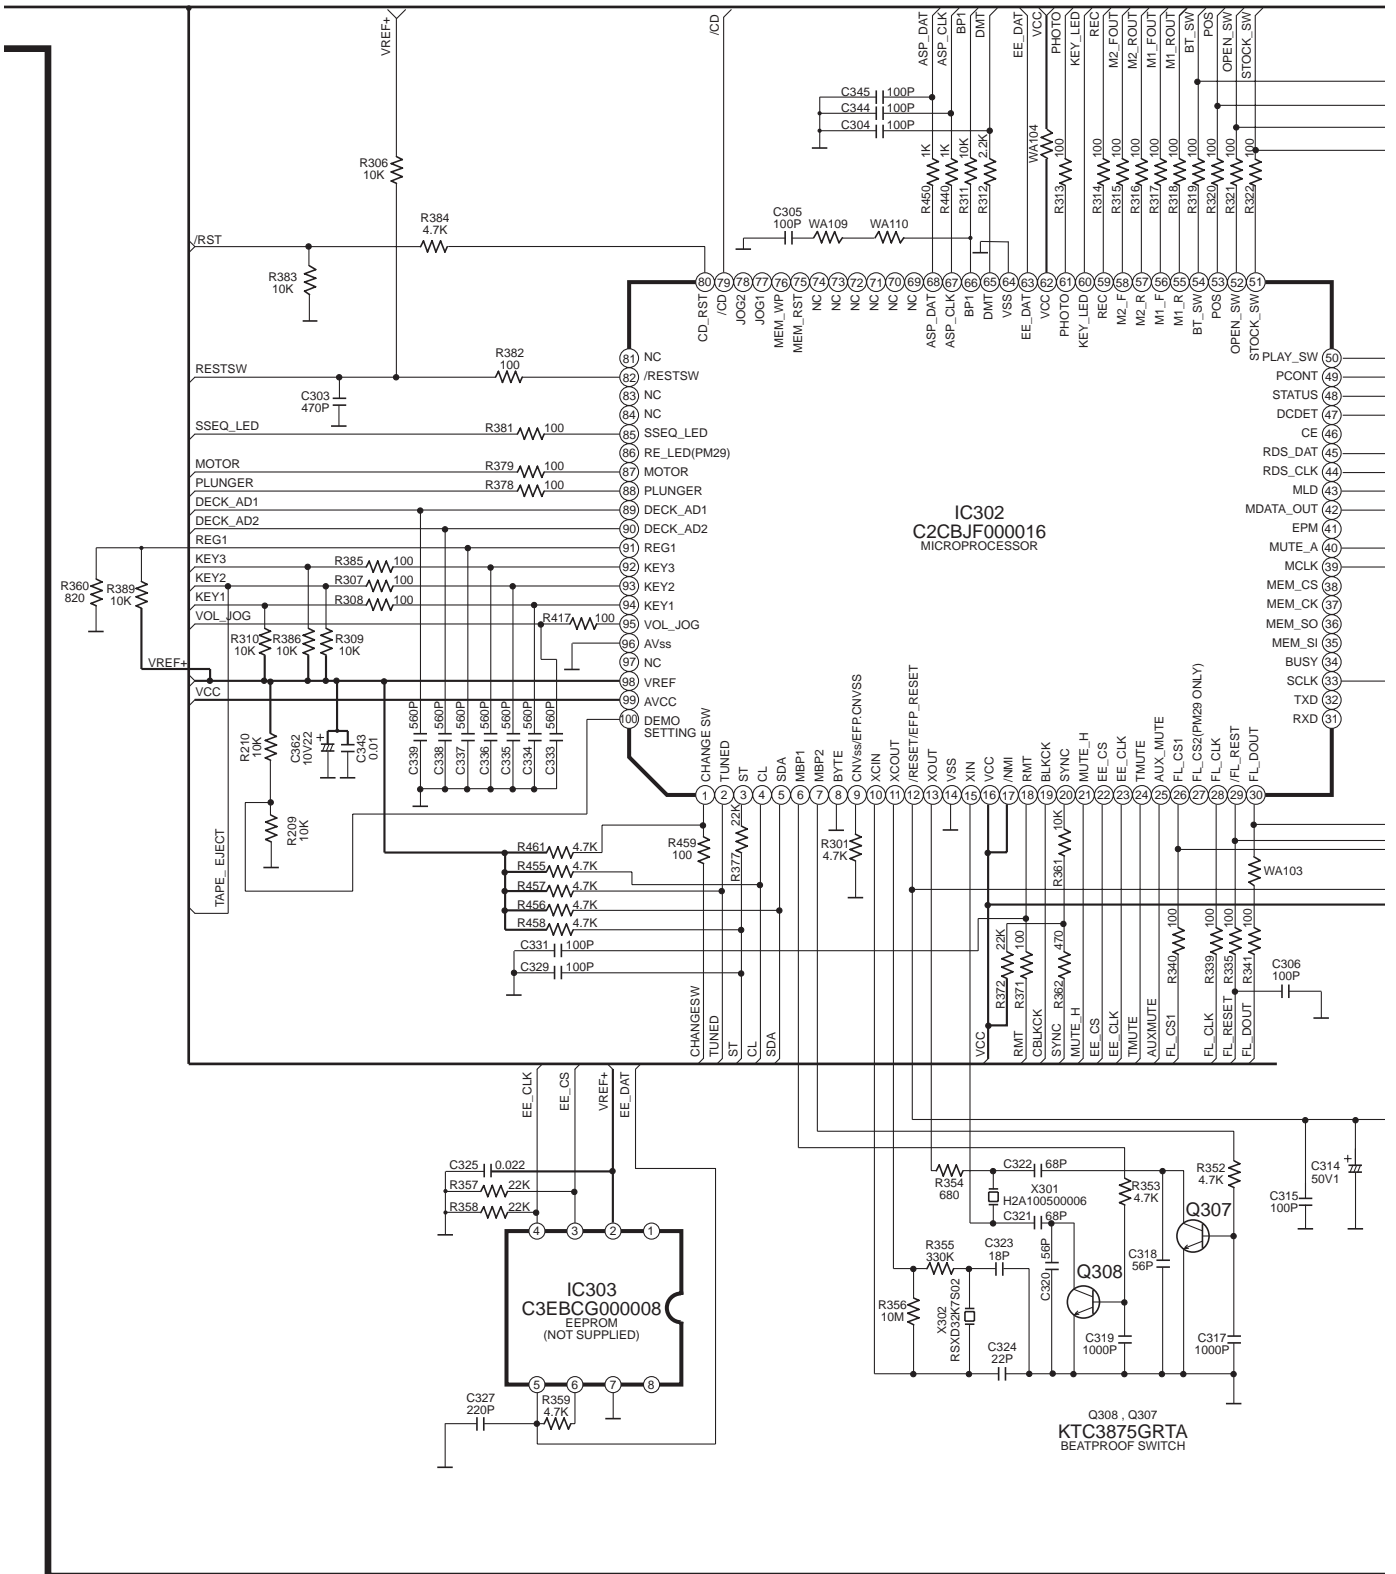 VREF+
/CD
ASP_DAT
ASP_CLK
BP1
DMT
EE_DAT
VCC
PHOTO
KEY_LED
REC
M2_FOUT
M2_ROUT
M1_FOUT
M1_ROUT
BT_SW
POS
OPEN_SW
STOCK_SW
C345 100P
C344 100P
C304 100P
R306
10K
R450 1K
R440 1K
R311 10K
R312 2.2K
WA104
R313 100
R314 100
R315 100
R316 100
R317 100
R318 100
R319 100
R320 100
R321 100
R322 100
/RST
R384
4.7K
R383
10K
C305
100P
WA109
WA110
80 79 78 77 76 75 74 73 72 71 70 69 68 67 66 65 64 63 62 61 60 59 58 57 56 55 54 53 52 51
CD_RST
/CD
JOG2
JOG1
MEM_WP
MEM_RST
NC
NC
NC
NC
NC
NC
ASP_DAT
ASP_CLK
BP1
DMT
VSS
EE_DAT
VCC
PHOTO
KEY_LED
REC
M2_F
M2_R
M1_F
M1_R
BT_SW
POS
OPEN_SW
STOCK_SW
RESTSW
R382
100
C303
470P
SSEQ_LED
R381 100
MOTOR
R379 100
PLUNGER
R378 100
DECK_AD1
DECK_AD2
REG1
KEY3
R385 100
KEY2
R307 100
KEY1
R308 100
VOL_JOG
R417 100
R360
820
R389
10K
R310
10K
R386
10K
R309
10K
VREF+
VCC
81 NC
82 /RESTSW
83 NC
84 NC
85 SSEQ_LED
86 RE_LED(PM29)
87 MOTOR
88 PLUNGER
89 DECK_AD1
90 DECK_AD2
91 REG1
92 KEY3
93 KEY2
94 KEY1
95 VOL_JOG
96 AVss
97 NC
98 VREF
99 AVCC
100 DEMO
SETTING
IC302
C2CBJF000016
MICROPROCESSOR
PLAY_SW 50
PCONT 49
STATUS 48
DCDET 47
CE 46
RDS_DAT 45
RDS_CLK 44
MLD 43
MDATA_OUT 42
EPM 41
MUTE_A 40
MCLK 39
MEM_CS 38
MEM_CK 37
MEM_SO 36
MEM_SI 35
BUSY 34
SCLK 33
TXD 32
RXD 31
R210
10K
C362
10V22
+
C343
0.01
C339 560P
C338 560P
C337 560P
C336 560P
C335 560P
C334 560P
C333 560P
CHANGE SW
TUNED
ST
CL
SDA
MBP1
MBP2
BYTE
CNVss/EFP.CNVSS
XCIN
XCOUT
/RESET/EFP_RESET
XOUT
VSS
XIN
VCC
/NMI
RMT
BLKCK
SYNC
MUTE_H
EE_CS
EE_CLK
TMUTE
AUX_MUTE
FL_CS1
FL_CS2(PM29 ONLY)
FL_CLK
/FL_REST
FL_DOUT
1 2 3 4 5 6 7 8 9 10 11 12 13 14 15 16 17 18 19 20 21 22 23 24 25 26 27 28 29 30
R209
10K
TAPE_ EJECT
R461 4.7K
R455 4.7K
R457 4.7K
R456 4.7K
R458 4.7K
R459
100
R377 22K
R301
4.7K
R361 10K
WA103
C331 100P
C329 100P
R372 22K
R371 100
R362 470
R340 100
R339 100
R335 100
R341 100
C306
100P
CHANGESW
TUNED
ST
CL
SDA
VCC
RMT
CBLKCK
SYNC
MUTE_H
EE_CS
EE_CLK
TMUTE
AUXMUTE
FL_CS1
FL_CLK
FL_RESET
FL_DOUT
EE_CLK
EE_CS
VREF+
EE_DAT
C325 0.022
R357 22K
R358 22K
4 3 2 1
IC303
C3EBCG000008
EEPROM
(NOT SUPPLIED)
5 6 7 8
C327
220P
R359
4.7K
R354
680
C322 68P
X301
H2A100500006
C321 68P
R353
4.7K
R352
4.7K
Q307
C315
100P
+
C314
50V1
R355
330K
C323
18P
C320 56P
Q308
C318
56P
R356
10M
X302
RSXD32K7S02
C324
22P
C319
1000P
C317
1000P
Q308 , Q307
KTC3875GRTA
BEATPROOF SWITCH